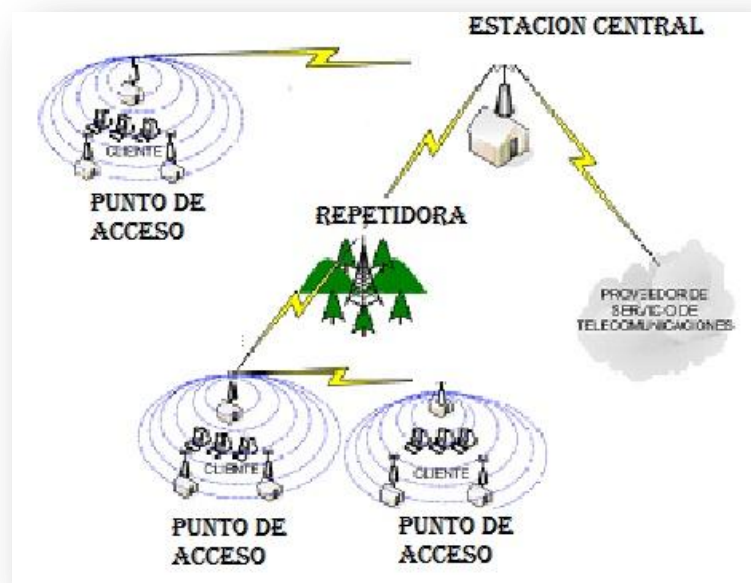 ESTACION CENTRAL
CLIENTE
PUNTO DE
ACCESO
REPETIDORA
PROVEEDOR DE
SERVICIO DE
TELECOMUNICACIONES
CLIENTE
PUNTO DE
ACCESO
CLIENTE
PUNTO DE
ACCESO